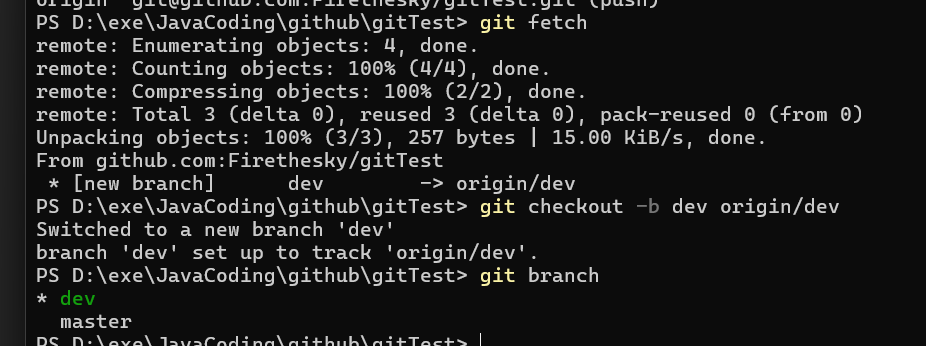 origin  git@github.com:Firethesky/gitTest.git (push)
PS D:\exe\JavaCoding\github\gitTest> git fetch
remote: Enumerating objects: 4, done.
remote: Counting objects: 100% (4/4), done.
remote: Compressing objects: 100% (2/2), done.
remote: Total 3 (delta 0), reused 3 (delta 0), pack-reused 0 (from 0)
Unpacking objects: 100% (3/3), 257 bytes | 15.00 KiB/s, done.
From github.com:Firethesky/gitTest
 * [new branch]      dev        -> origin/dev
PS D:\exe\JavaCoding\github\gitTest> git checkout -b dev origin/dev
Switched to a new branch 'dev'
branch 'dev' set up to track 'origin/dev'.
PS D:\exe\JavaCoding\github\gitTest> git branch
* dev
  master
PS D:\exe\JavaCoding\github\gitTest>